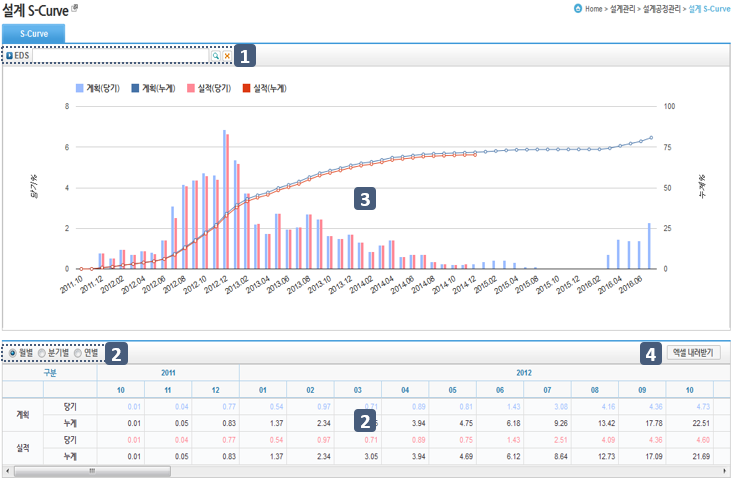 설계 S-Curve
Home > 설계관리 > 설계공정관리 > 설계 S-Curve
S-Curve
EDS
1
계획(당기) 계획(누계) 실적(당기) 실적(누계)
8 100
6 75
4 50
2 25
0 0
당기 %
누계 %
3
2011.10 2011.12 2012.02 2012.04 2012.06 2012.08 2012.10 2012.12 2013.02 2013.04 2013.06 2013.08 2013.10 2013.12 2014.02 2014.04 2014.06 2014.08 2014.10 2014.12 2015.02 2015.04 2015.06 2015.08 2015.10 2015.12 2016.02 2016.04 2016.06
월별 분기별 연별 2
4 엑셀 내려받기
구분 2011 2012
10 11 12 01 02 03 04 05 06 07 08 09 10
계획 당기 0.01 0.04 0.77 0.54 0.97 0.71 0.89 0.81 1.43 3.08 4.16 4.36 4.73
누계 0.01 0.05 0.83 1.37 2.34 3.94 4.75 6.18 9.26 13.42 17.78 22.51
2
실적 당기 0.01 0.04 0.77 0.54 0.97 0.71 0.89 0.75 1.43 2.51 4.09 4.36 4.60
누계 0.01 0.05 0.83 1.37 2.34 3.05 3.94 4.69 6.12 8.64 12.73 17.09 21.69